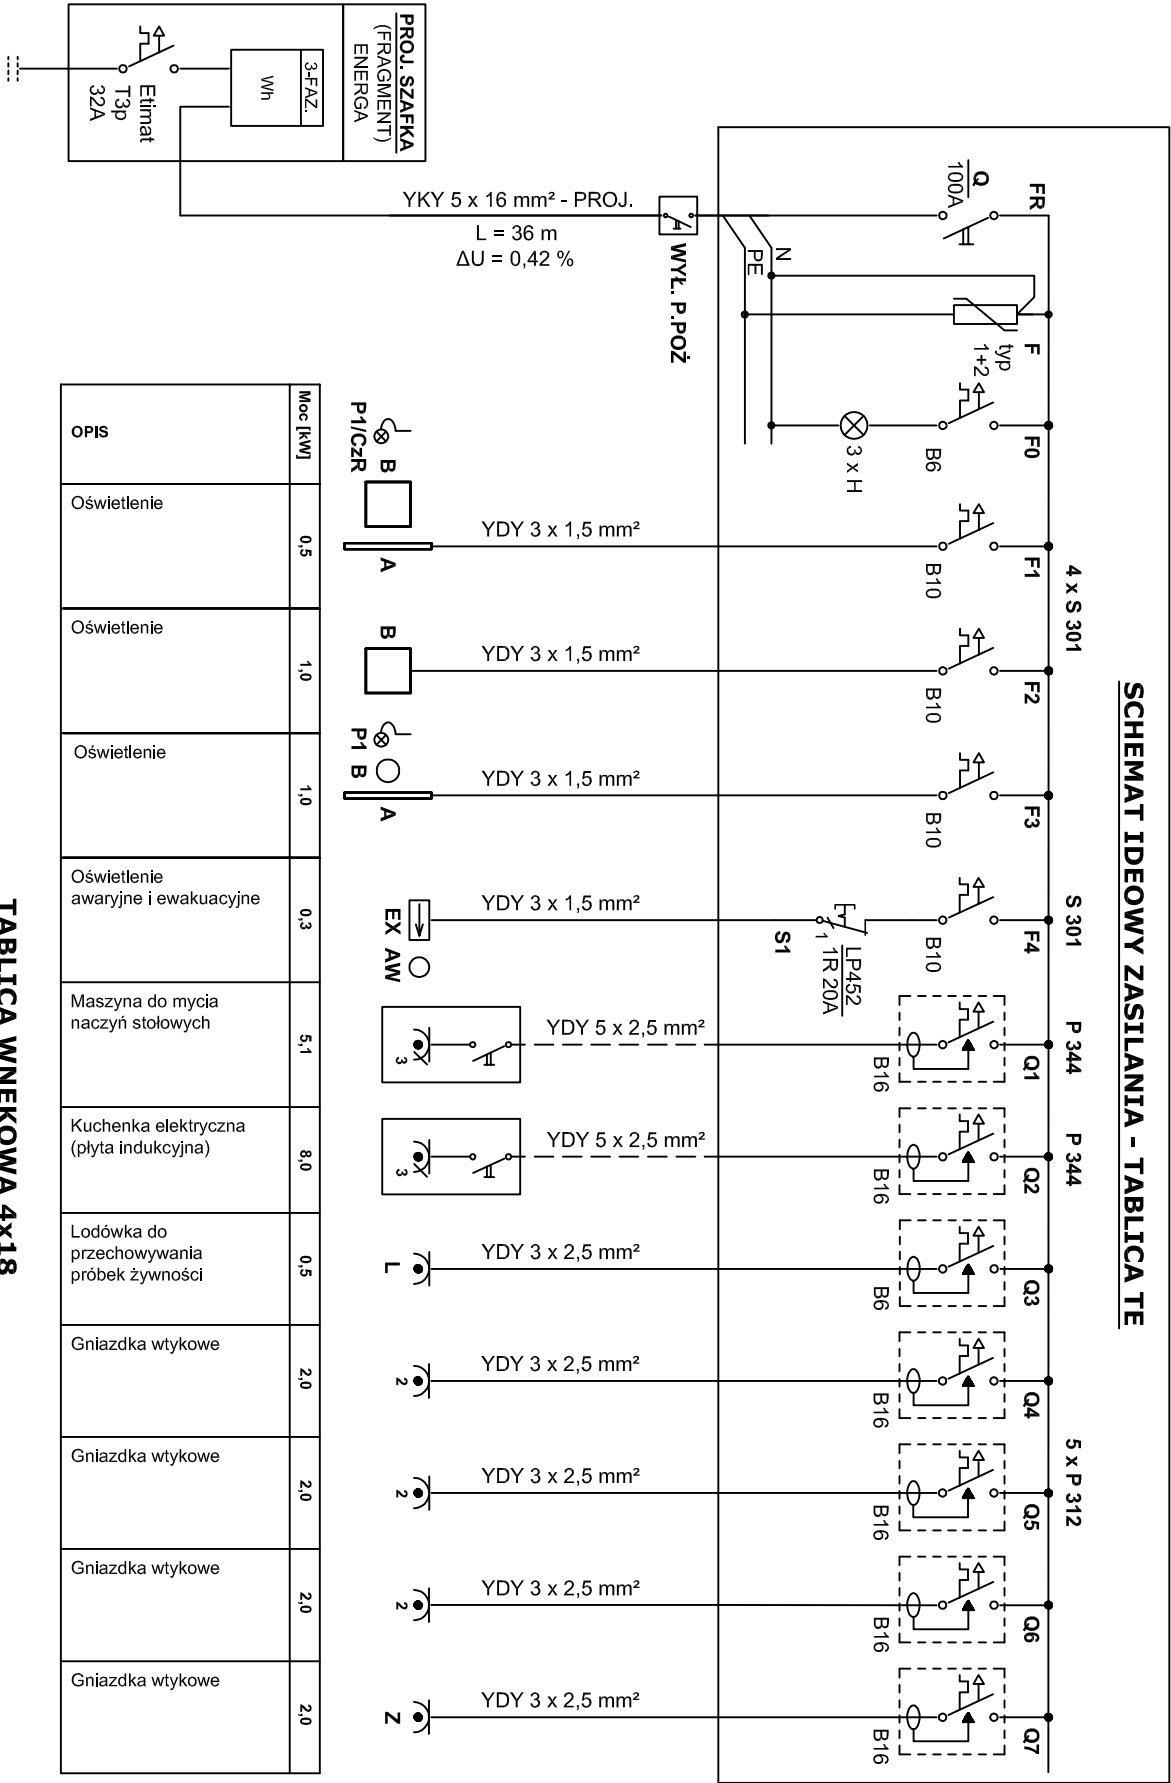 SCHEMAT IDEOWY ZASILANIA - TABLICA TE
4 x S 301
S 301
P 344
P 344
5 x P 312
FR
F
F0
F1
F2
F3
F4
Q1
Q2
Q3
Q4
Q5
Q6
Q7
Q
100A
typ
1+2
B6
B10
B10
B10
B10
B16
B16
B6
B16
B16
B16
B16
3 x H
N
PE
LP452
1R 20A
1
S1
WYŁ. P.POŻ
YKY 5 x 16 mm² - PROJ.
L = 36 m
ΔU = 0,42 %
YDY 3 x 1,5 mm²
YDY 3 x 1,5 mm²
YDY 3 x 1,5 mm²
YDY 3 x 1,5 mm²
YDY 5 x 2,5 mm²
YDY 5 x 2,5 mm²
YDY 3 x 2,5 mm²
YDY 3 x 2,5 mm²
YDY 3 x 2,5 mm²
YDY 3 x 2,5 mm²
YDY 3 x 2,5 mm²
PROJ. SZAFKA
(FRAGMENT)
ENERGA
3-FAZ.
Wh
Etimat
T3p
32A
P1/CzR
B
A
B
P1
B
A
EX
AW
3
3
L
2
2
2
Z
Moc [kW]
0,5
1,0
1,0
0,3
5,1
8,0
0,5
2,0
2,0
2,0
2,0
OPIS
Oświetlenie
Oświetlenie
Oświetlenie
Oświetlenie
awaryjne i ewakuacyjne
Maszyna do mycia
naczyń stołowych
Kuchenka elektryczna
(płyta indukcyjna)
Lodówka do
przechowywania
próbek żywności
Gniazdka wtykowe
Gniazdka wtykowe
Gniazdka wtykowe
Gniazdka wtykowe
TABLICA WNEKOWA 4x18